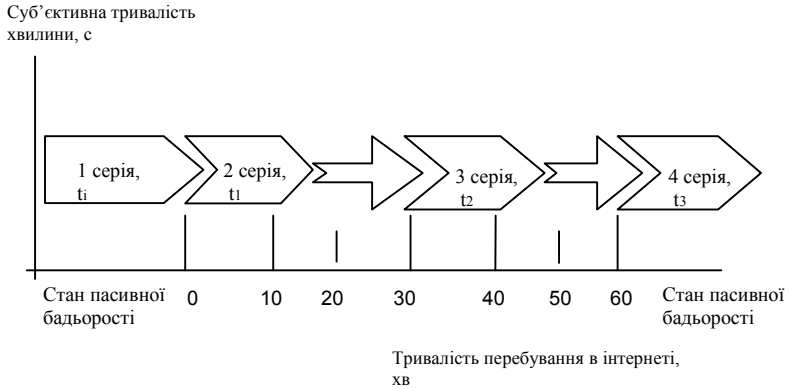 Суб’єктивна тривалість
хвилини, с
1 серія,
ti
2 серія,
t1
3 серія,
t2
4 серія,
t3
Стан пасивної
бадьорості
0
10
20
30
40
50
60
Стан пасивної
бадьорості
Тривалість перебування в інтернеті,
хв